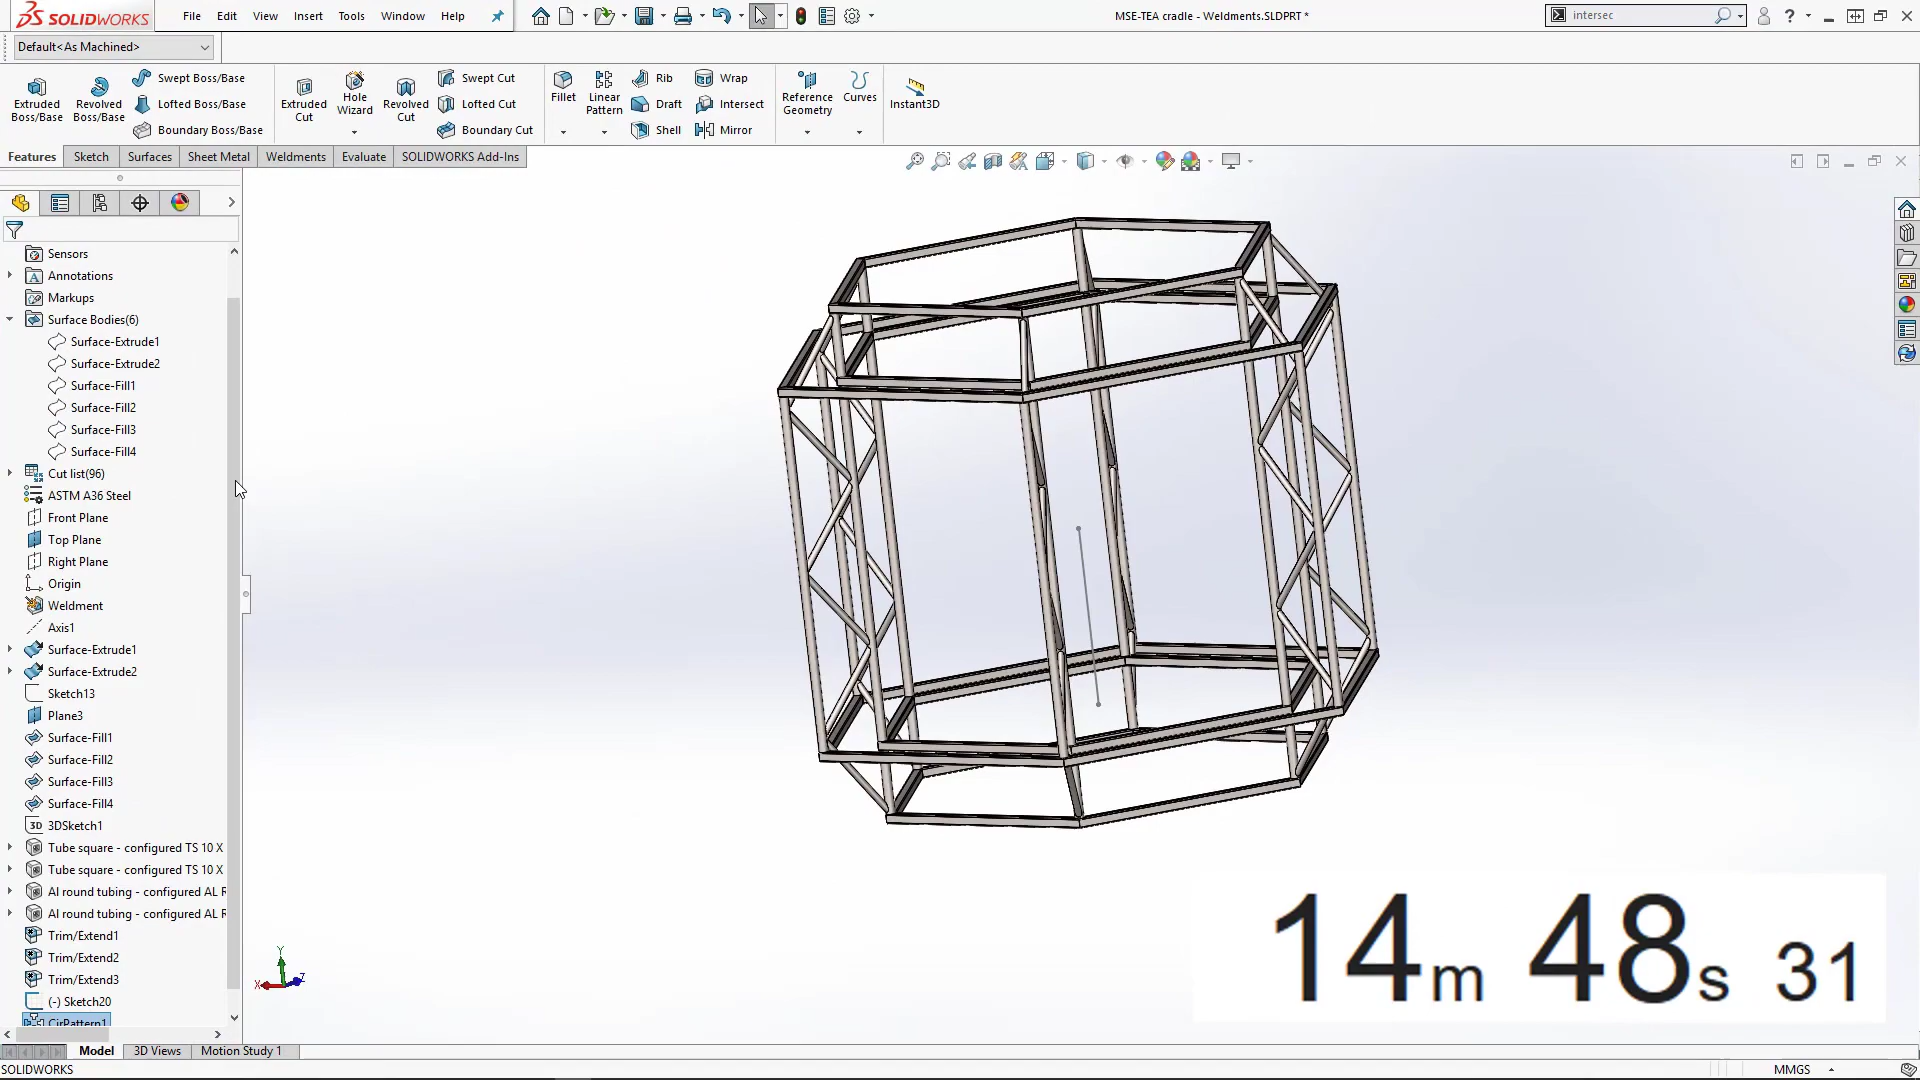 SOLIDWORKS File Edit View Insert Tools Window Help MSE-TEA cradle - Weldments.SLDPRT * intersec
Default<As Machined>
Extruded Boss/Base
Revolved Boss/Base
Swept Boss/Base
Lofted Boss/Base
Boundary Boss/Base
Extruded Cut
Hole Wizard
Revolved Cut
Swept Cut
Lofted Cut
Boundary Cut
Fillet
Linear Pattern
Rib
Draft
Shell
Wrap
Intersect
Mirror
Reference Geometry
Curves
Instant3D
Features Sketch Surfaces Sheet Metal Weldments Evaluate SOLIDWORKS Add-Ins
Sensors
Annotations
Markups
Surface Bodies(6)
Surface-Extrude1
Surface-Extrude2
Surface-Fill1
Surface-Fill2
Surface-Fill3
Surface-Fill4
Cut list(96)
ASTM A36 Steel
Front Plane
Top Plane
Right Plane
Origin
Weldment
Axis1
Surface-Extrude1
Surface-Extrude2
Sketch13
Plane3
Surface-Fill1
Surface-Fill2
Surface-Fill3
Surface-Fill4
3D 3DSketch1
Tube square - configured TS 10 X
Tube square - configured TS 10 X
Al round tubing - configured AL R
Al round tubing - configured AL R
Trim/Extend1
Trim/Extend2
Trim/Extend3
(-) Sketch20
CirPattern1
Y
X
Z
14m 48s 31
Model 3D Views Motion Study 1
SOLIDWORKS MMGS